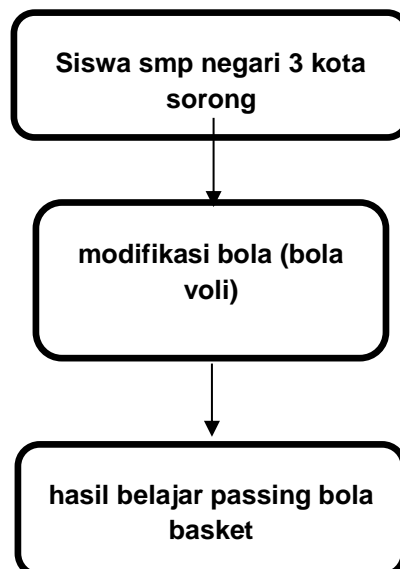 Siswa smp negari 3 kota
sorong
modifikasi bola (bola
voli)
hasil belajar passing bola
basket